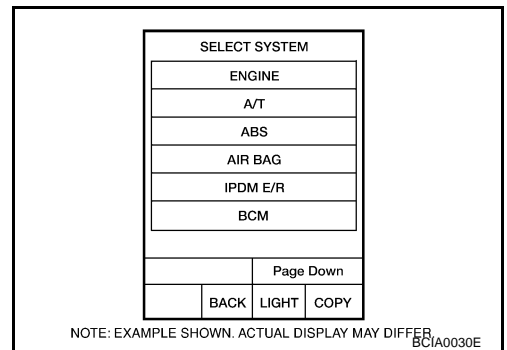 SELECT SYSTEM
ENGINE
A/T
ABS
AIR BAG
IPDM E/R
BCM
Page Down
BACK LIGHT COPY
NOTE: EXAMPLE SHOWN. ACTUAL DISPLAY MAY DIFFER.
BCIA0030E